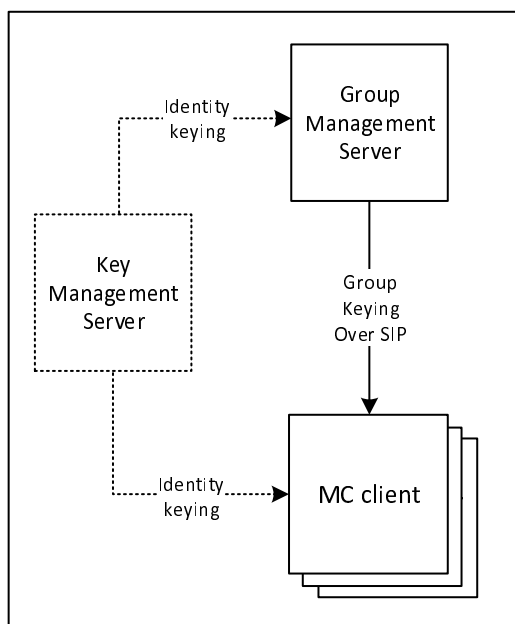 Identity
keying
Group
Management
Server
Key
Management
Server
Group
Keying
Over SIP
Identity
keying
MC client